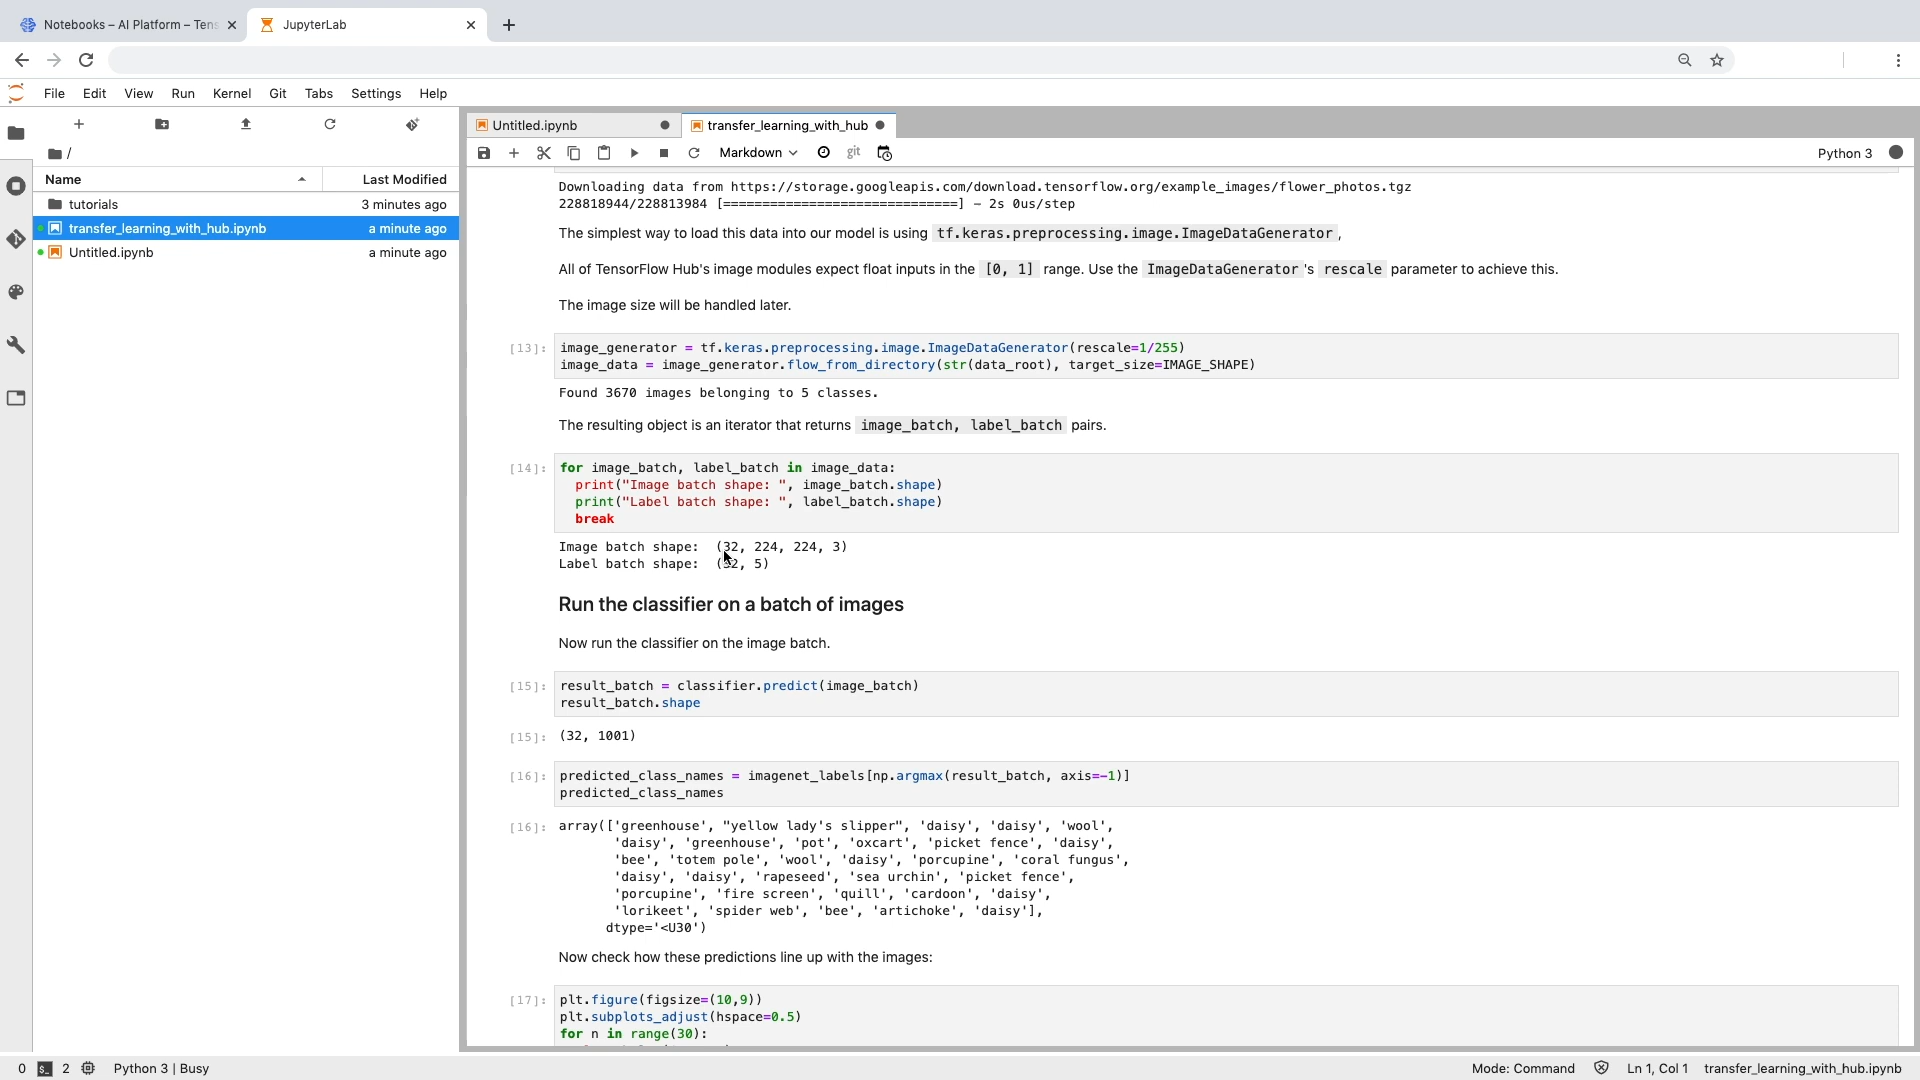 Notebooks – AI Platform – Tens
JupyterLab
File Edit View Run Kernel Git Tabs Settings Help
/
Name Last Modified
tutorials 3 minutes ago
transfer_learning_with_hub.ipynb a minute ago
Untitled.ipynb a minute ago
Untitled.ipynb
transfer_learning_with_hub
Markdown
git
Python 3
Downloading data from https://storage.googleapis.com/download.tensorflow.org/example_images/flower_photos.tgz
228818944/228813984 [==============================] - 2s 0us/step
The simplest way to load this data into our model is using tf.keras.preprocessing.image.ImageDataGenerator,
All of TensorFlow Hub's image modules expect float inputs in the [0, 1] range. Use the ImageDataGenerator's rescale parameter to achieve this.
The image size will be handled later.
[13]: image_generator = tf.keras.preprocessing.image.ImageDataGenerator(rescale=1/255)
image_data = image_generator.flow_from_directory(str(data_root), target_size=IMAGE_SHAPE)
Found 3670 images belonging to 5 classes.
The resulting object is an iterator that returns image_batch, label_batch pairs.
[14]: for image_batch, label_batch in image_data:
print("Image batch shape: ", image_batch.shape)
print("Label batch shape: ", label_batch.shape)
break
Image batch shape:  (32, 224, 224, 3)
Label batch shape:  (32, 5)
Run the classifier on a batch of images
Now run the classifier on the image batch.
[15]: result_batch = classifier.predict(image_batch)
result_batch.shape
[15]: (32, 1001)
[16]: predicted_class_names = imagenet_labels[np.argmax(result_batch, axis=-1)]
predicted_class_names
[16]: array(['greenhouse', "yellow lady's slipper", 'daisy', 'daisy', 'wool',
'daisy', 'greenhouse', 'pot', 'oxcart', 'picket fence', 'daisy',
'bee', 'totem pole', 'wool', 'daisy', 'porcupine', 'coral fungus',
'daisy', 'daisy', 'rapeseed', 'sea urchin', 'picket fence',
'porcupine', 'fire screen', 'quill', 'cardoon', 'daisy',
'lorikeet', 'spider web', 'bee', 'artichoke', 'daisy'],
dtype='<U30')
Now check how these predictions line up with the images:
[17]: plt.figure(figsize=(10,9))
plt.subplots_adjust(hspace=0.5)
for n in range(30):
0 2 Python 3 | Busy Mode: Command Ln 1, Col 1 transfer_learning_with_hub.ipynb